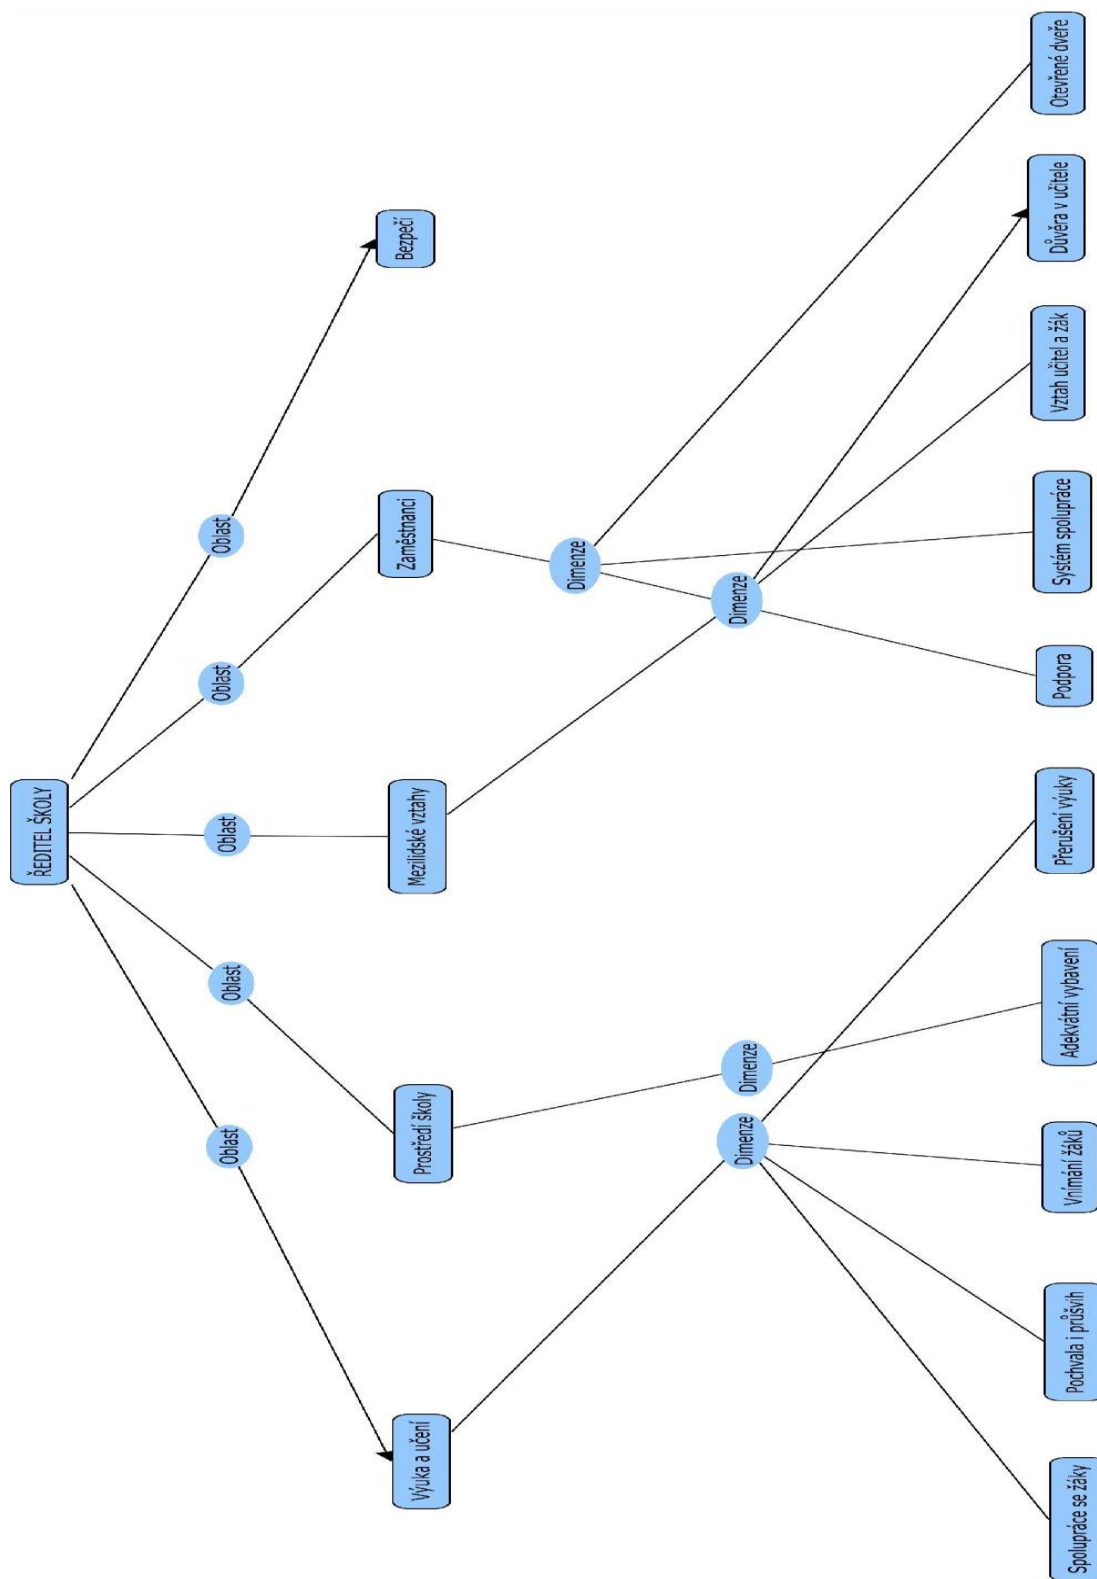 ŘEDITEL ŠKOLY
Oblast
Oblast
Oblast
Oblast
Oblast
Výuka a učení
Prostředí školy
Mezilidské vztahy
Zaměstnanci
Bezpečí
Dimenze
Dimenze
Dimenze
Dimenze
Spolupráce se žáky
Pochvala i průšvih
Vnímání žáků
Adekvátní vybavení
Přerušení výuky
Podpora
Systém spolupráce
Vztah učitel a žák
Důvěra v učitele
Otevřené dveře